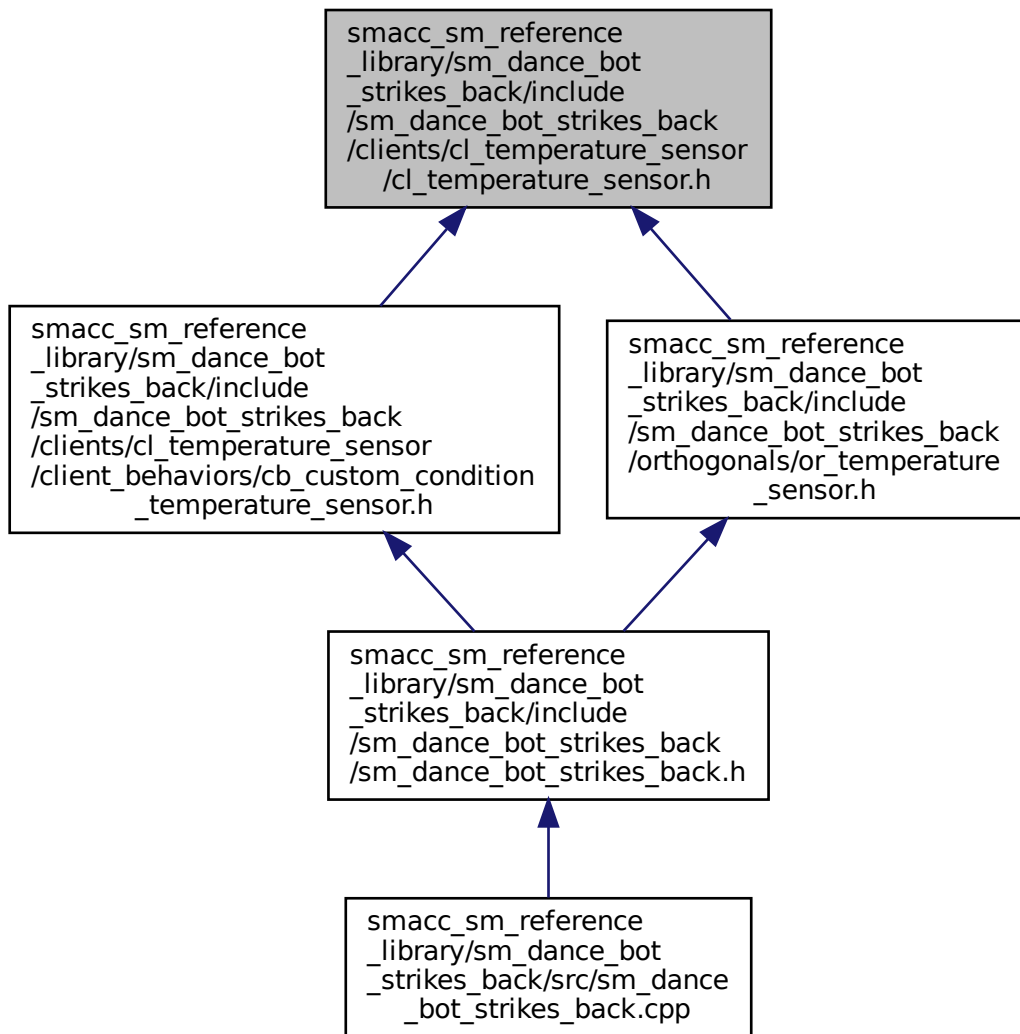 smacc_sm_reference
_library/sm_dance_bot
_strikes_back/include
/sm_dance_bot_strikes_back
/clients/cl_temperature_sensor
/cl_temperature_sensor.h
smacc_sm_reference
_library/sm_dance_bot
_strikes_back/include
/sm_dance_bot_strikes_back
/clients/cl_temperature_sensor
/client_behaviors/cb_custom_condition
_temperature_sensor.h
smacc_sm_reference
_library/sm_dance_bot
_strikes_back/include
/sm_dance_bot_strikes_back
/orthogonals/or_temperature
_sensor.h
smacc_sm_reference
_library/sm_dance_bot
_strikes_back/include
/sm_dance_bot_strikes_back
/sm_dance_bot_strikes_back.h
smacc_sm_reference
_library/sm_dance_bot
_strikes_back/src/sm_dance
_bot_strikes_back.cpp